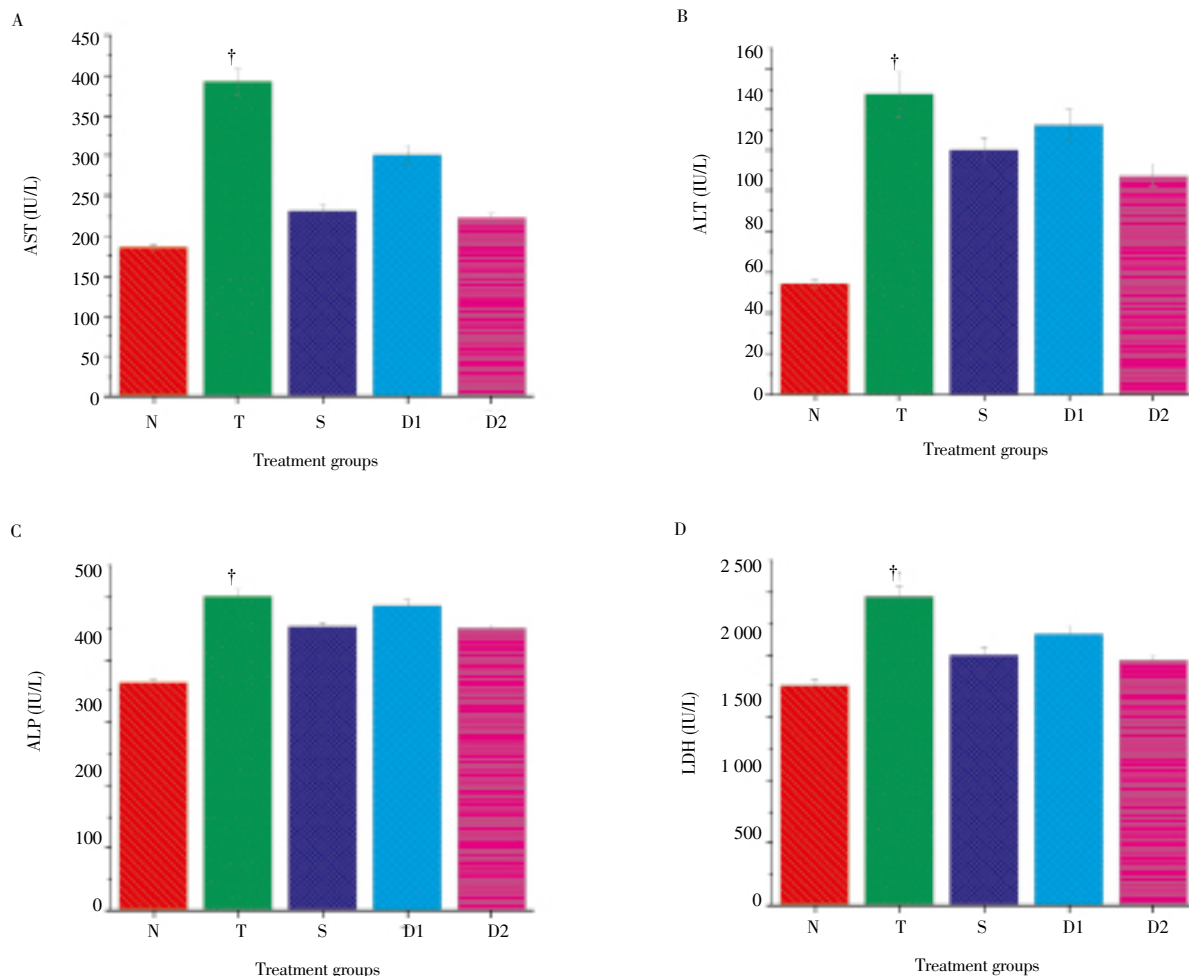 A
AST (IU/L)
450
400
350
300
250
200
150
100
50
0
†
N T S D1 D2
Treatment groups
B
ALT (IU/L)
160
140
120
100
80
60
40
20
0
†
N T S D1 D2
Treatment groups
C
ALP (IU/L)
500
400
300
200
100
0
†
N T S D1 D2
Treatment groups
D
LDH (IU/L)
2 500
2 000
1 500
1 000
500
0
†
N T S D1 D2
Treatment groups